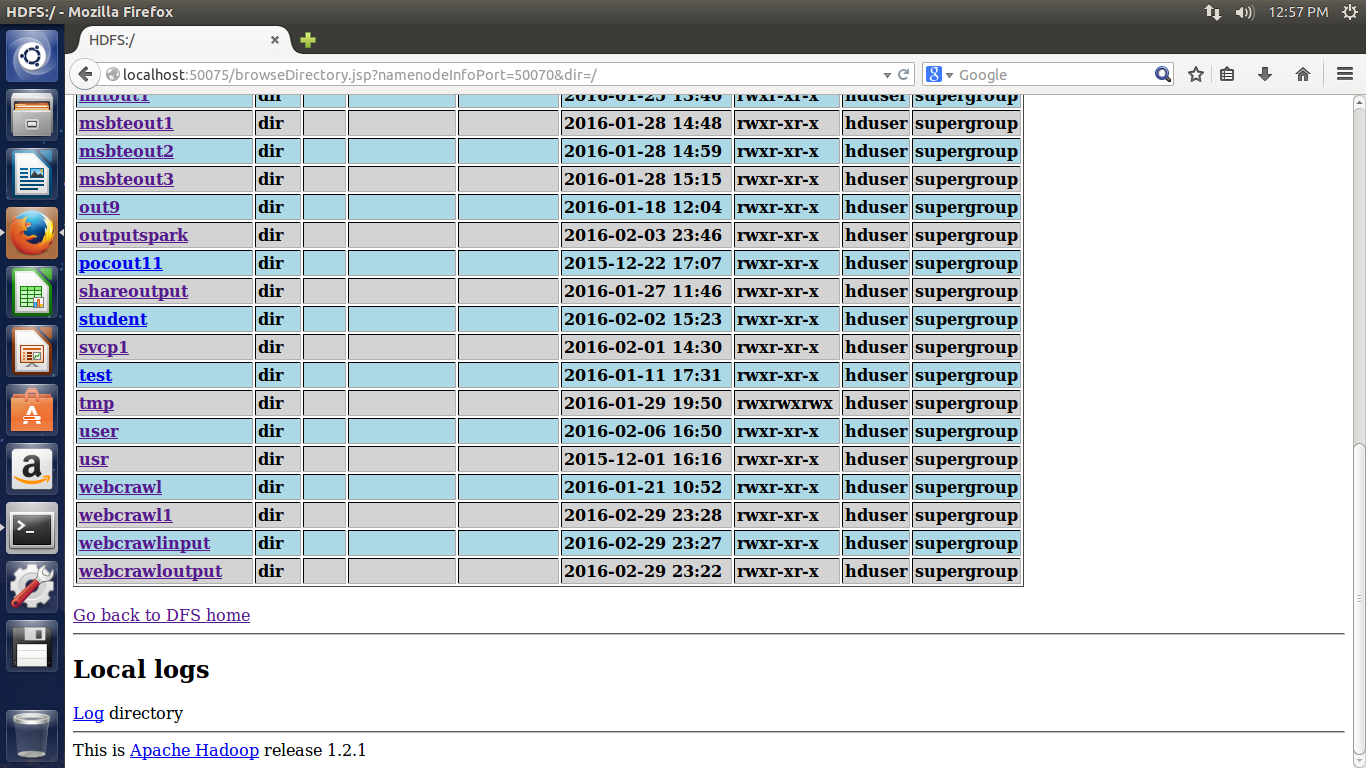 HDFS:/ - Mozilla Firefox 12:57 PM
HDFS:/
localhost:50075/browseDirectory.jsp?namenodeInfoPort=50070&dir=/ Google
mitout1 dir 2016-01-25 15:40 rwxr-xr-x hduser supergroup
msbteout1 dir 2016-01-28 14:48 rwxr-xr-x hduser supergroup
msbteout2 dir 2016-01-28 14:59 rwxr-xr-x hduser supergroup
msbteout3 dir 2016-01-28 15:15 rwxr-xr-x hduser supergroup
out9 dir 2016-01-18 12:04 rwxr-xr-x hduser supergroup
outputspark dir 2016-02-03 23:46 rwxr-xr-x hduser supergroup
pocout11 dir 2015-12-22 17:07 rwxr-xr-x hduser supergroup
shareoutput dir 2016-01-27 11:46 rwxr-xr-x hduser supergroup
student dir 2016-02-02 15:23 rwxr-xr-x hduser supergroup
svcp1 dir 2016-02-01 14:30 rwxr-xr-x hduser supergroup
test dir 2016-01-11 17:31 rwxr-xr-x hduser supergroup
tmp dir 2016-01-29 19:50 rwxrwxrwx hduser supergroup
user dir 2016-02-06 16:50 rwxr-xr-x hduser supergroup
usr dir 2015-12-01 16:16 rwxr-xr-x hduser supergroup
webcrawl dir 2016-01-21 10:52 rwxr-xr-x hduser supergroup
webcrawl1 dir 2016-02-29 23:28 rwxr-xr-x hduser supergroup
webcrawlinput dir 2016-02-29 23:27 rwxr-xr-x hduser supergroup
webcrawloutput dir 2016-02-29 23:22 rwxr-xr-x hduser supergroup
Go back to DFS home
Local logs
Log directory
This is Apache Hadoop release 1.2.1